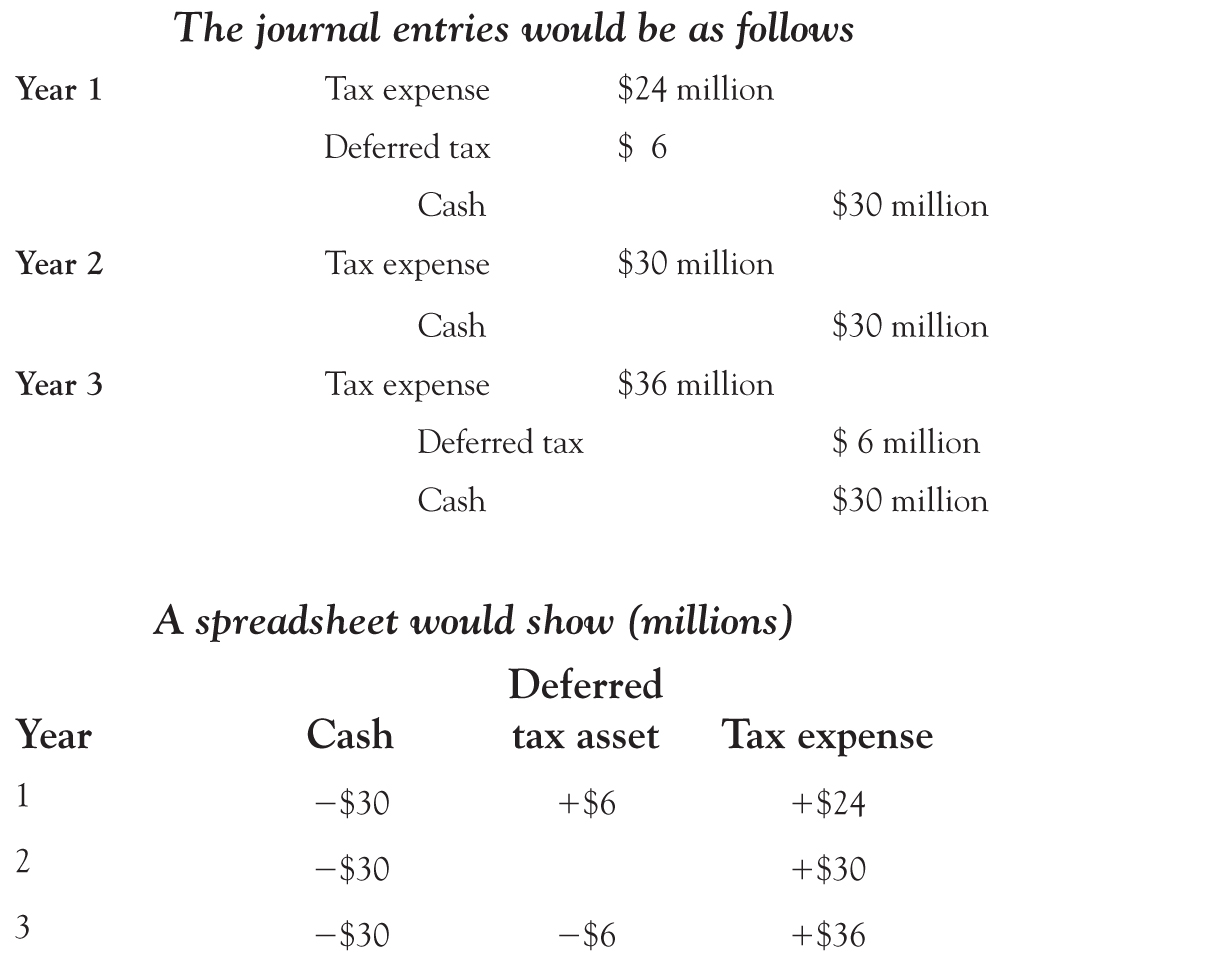 The journal entries would be as follows
Year 1 Tax expense $24 million
Deferred tax $ 6
Cash $30 million
Year 2 Tax expense $30 million
Cash $30 million
Year 3 Tax expense $36 million
Deferred tax $ 6 million
Cash $30 million
A spreadsheet would show (millions)
Deferred
Year Cash tax asset Tax expense
1 −$30 +$6 +$24
2 −$30 +$30
3 −$30 −$6 +$36